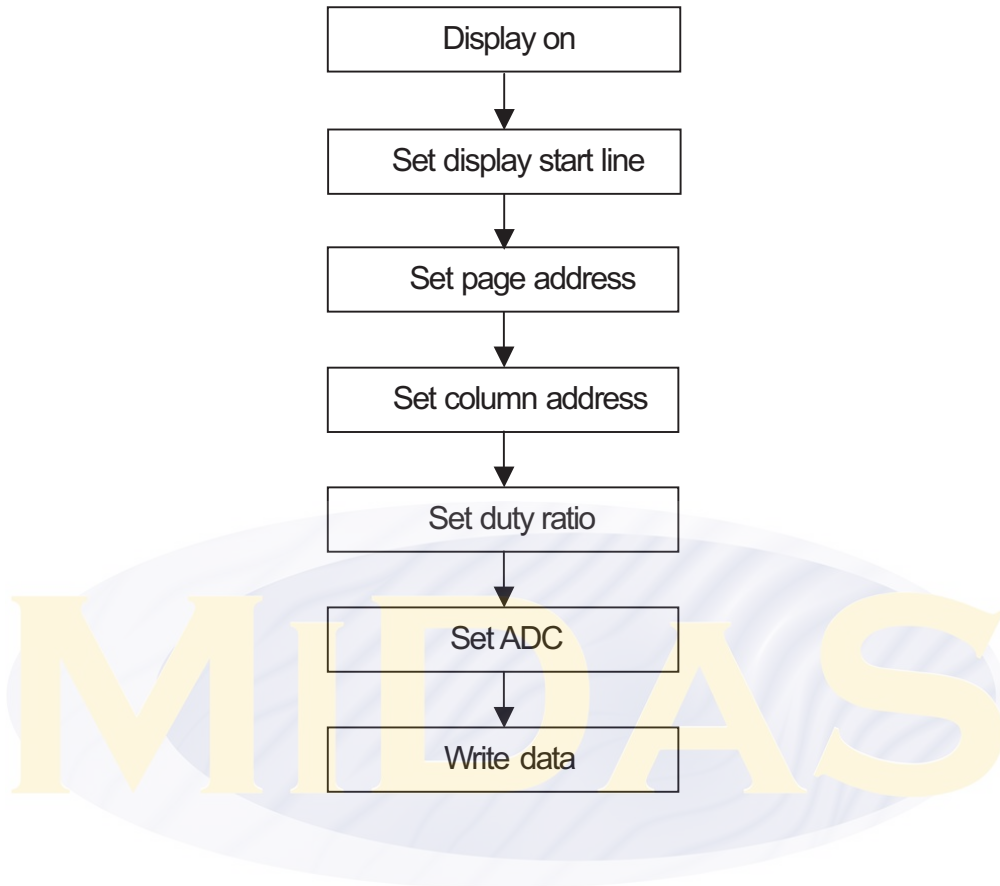 Display on
Set display start line
Set page address
Set column address
Set duty ratio
Set ADC
Write data
MIDAS